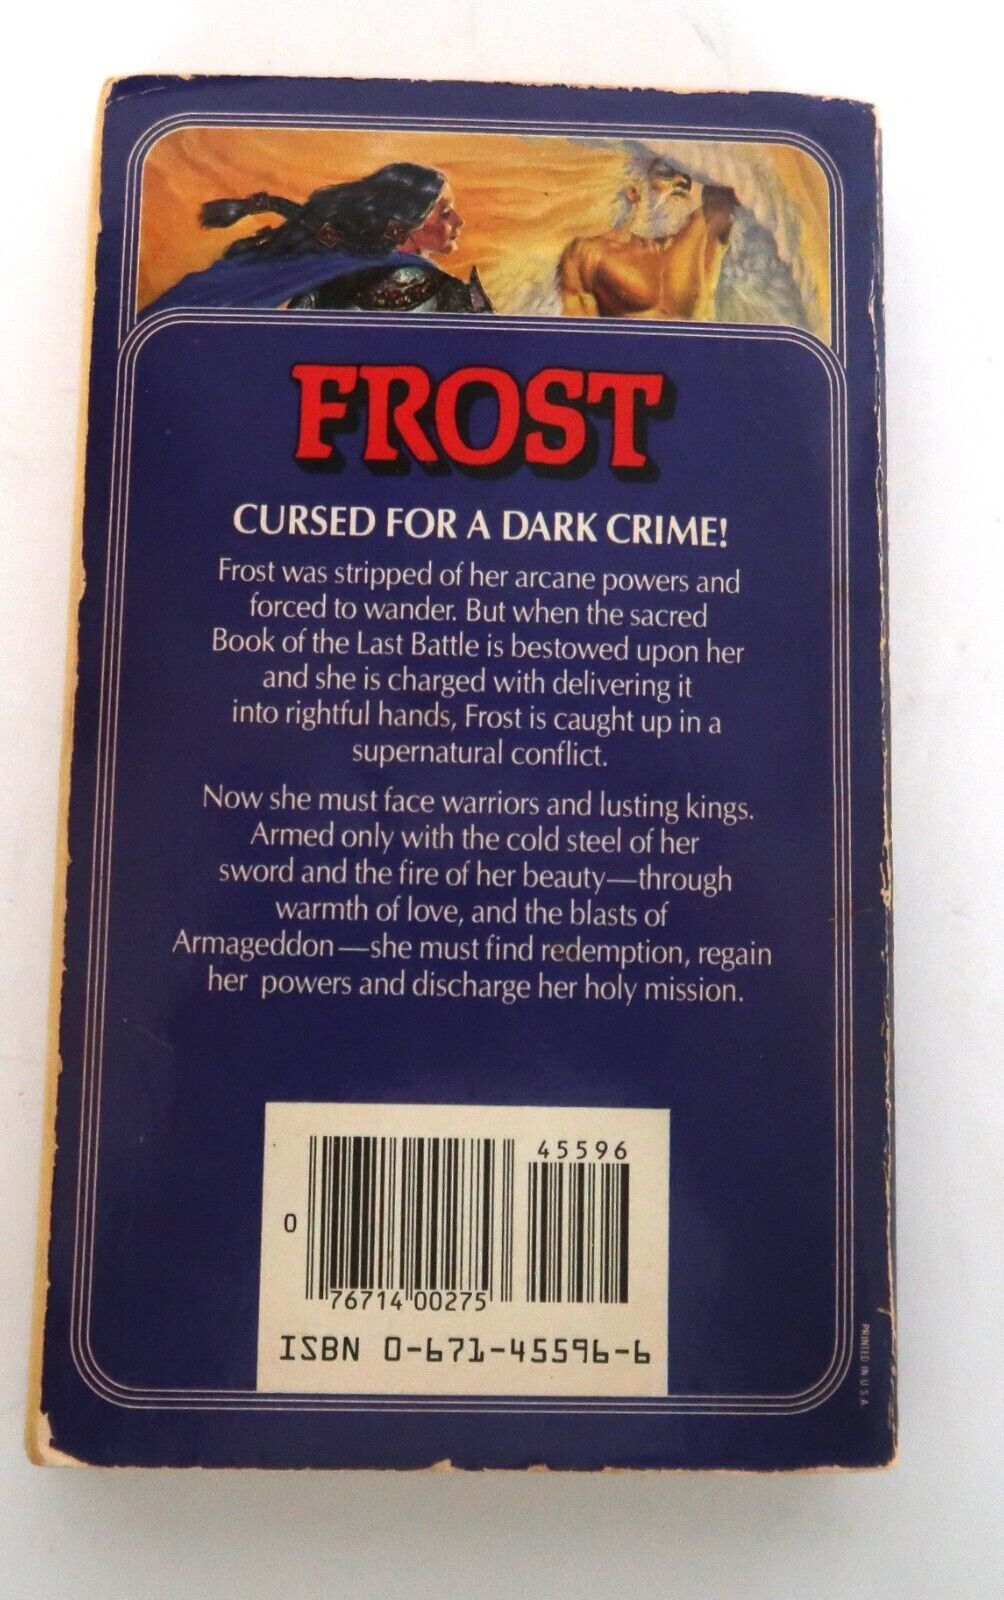 FROST
CURSED FOR A DARK CRIME!
Frost was stripped of her arcane powers and
forced to wander. But when the sacred
Book of the Last Battle is bestowed upon her
and she is charged with delivering it
into rightful hands, Frost is caught up in a
supernatural conflict.
Now she must face warriors and lusting kings.
Armed only with the cold steel of her
sword and the fire of her beauty—through
warmth of love, and the blasts of
Armageddon—she must find redemption, regain
her powers and discharge her holy mission.
45596
0
76714 00275
ISBN 0-671-45596-6
PRINTED IN U.S.A.